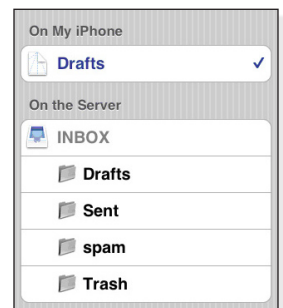 On My iPhone
Drafts
On the Server
INBOX
Drafts
Sent
spam
Trash